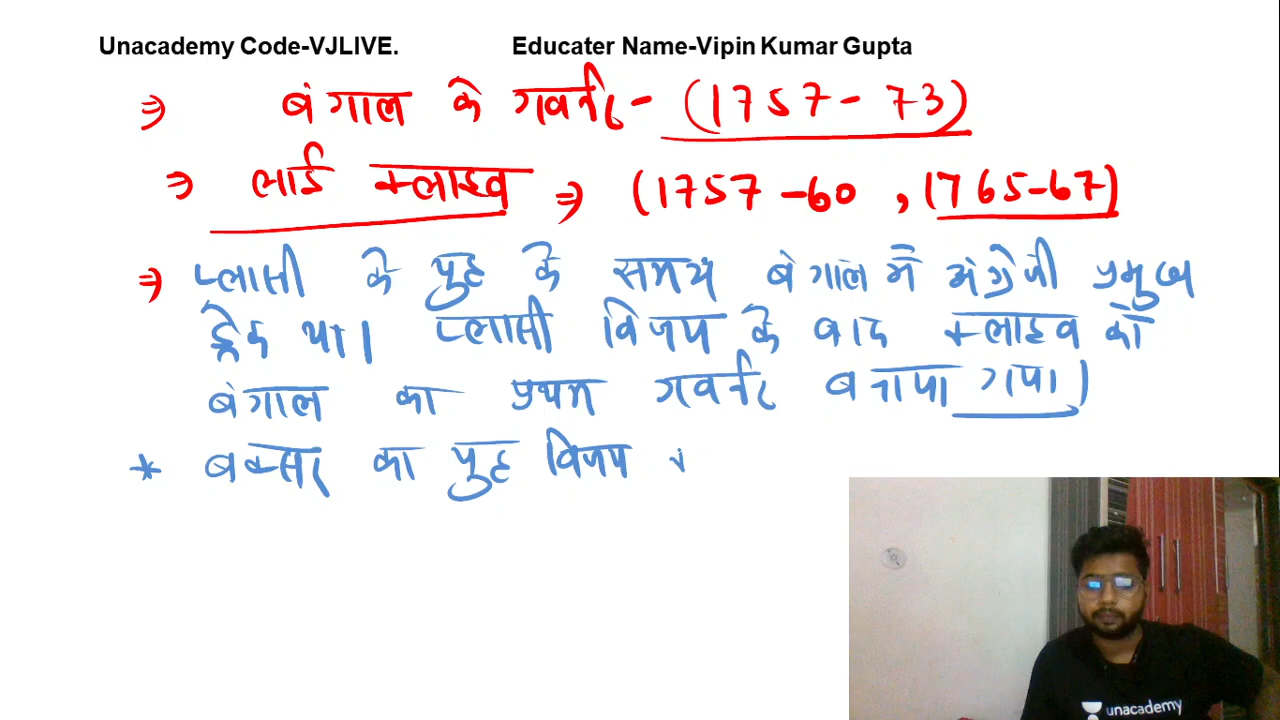 Unacademy Code-VJLIVE. Educater Name-Vipin Kumar Gupta
⇒ बंगाल के गवर्नर - (1757 - 73)
⇒ लार्ड क्लाइव ⇒ (1757 - 60 , (1765-67)
⇒ प्लासी के युद्ध के समय बंगाल में अंग्रेजी प्रमुख
ड्रेक था। प्लासी विजय के बाद क्लाइव को
बंगाल का प्रथम गवर्नर बनाया गया।
* बक्सर का युद्ध विजय
unacademy